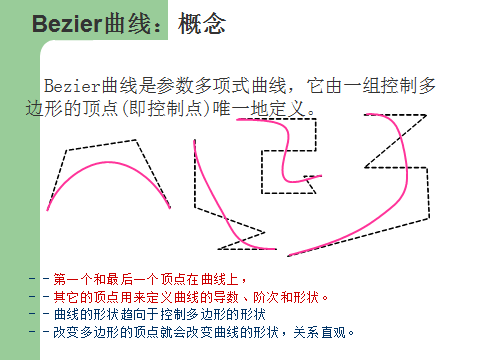 Bezier曲线：概念
Bezier曲线是参数多项式曲线，它由一组控制多
边形的顶点(即控制点)唯一地定义。
--第一个和最后一个顶点在曲线上，
--其它的顶点用来定义曲线的导数、阶次和形状。
--曲线的形状趋向于控制多边形的形状
--改变多边形的顶点就会改变曲线的形状，关系直观。